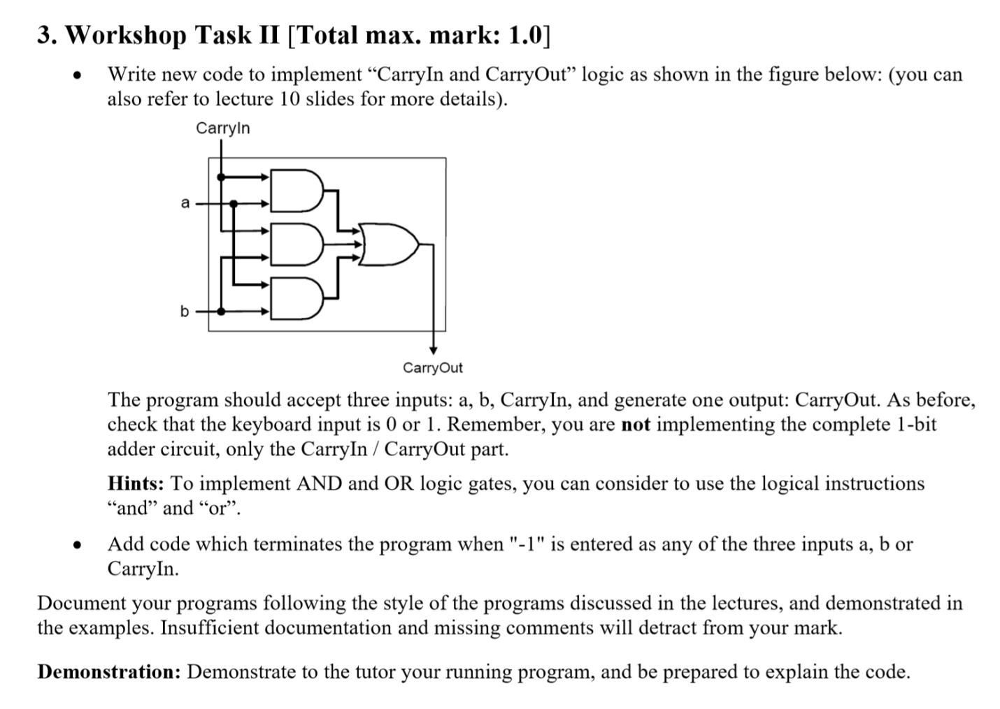 3. Workshop Task II [Total max. mark: 1.0]
• Write new code to implement “CarryIn and CarryOut” logic as shown in the figure below: (you can
also refer to lecture 10 slides for more details).
CarryIn
a
b
CarryOut
The program should accept three inputs: a, b, CarryIn, and generate one output: CarryOut. As before,
check that the keyboard input is 0 or 1. Remember, you are not implementing the complete 1-bit
adder circuit, only the CarryIn / CarryOut part.
Hints: To implement AND and OR logic gates, you can consider to use the logical instructions
“and” and “or”.
• Add code which terminates the program when "-1" is entered as any of the three inputs a, b or
CarryIn.
Document your programs following the style of the programs discussed in the lectures, and demonstrated in
the examples. Insufficient documentation and missing comments will detract from your mark.
Demonstration: Demonstrate to the tutor your running program, and be prepared to explain the code.